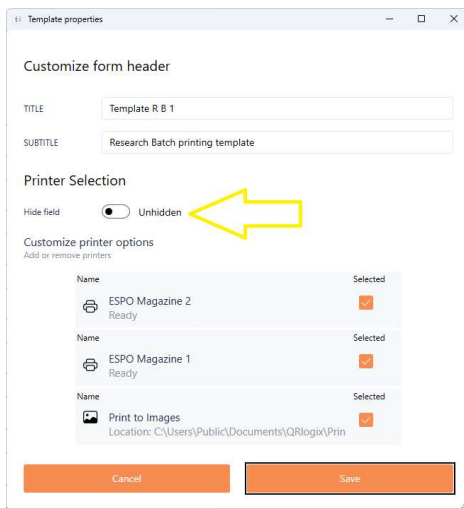 Template properties
Customize form header
TITLE Template R B 1
SUBTITLE Research Batch printing template
Printer Selection
Hide field Unhidden
Customize printer options
Add or remove printers
Name Selected
ESPO Magazine 2
Ready
Name Selected
ESPO Magazine 1
Ready
Name Selected
Print to Images
Location: C:\Users\Public\Documents\QRlogix\Prin
Cancel Save